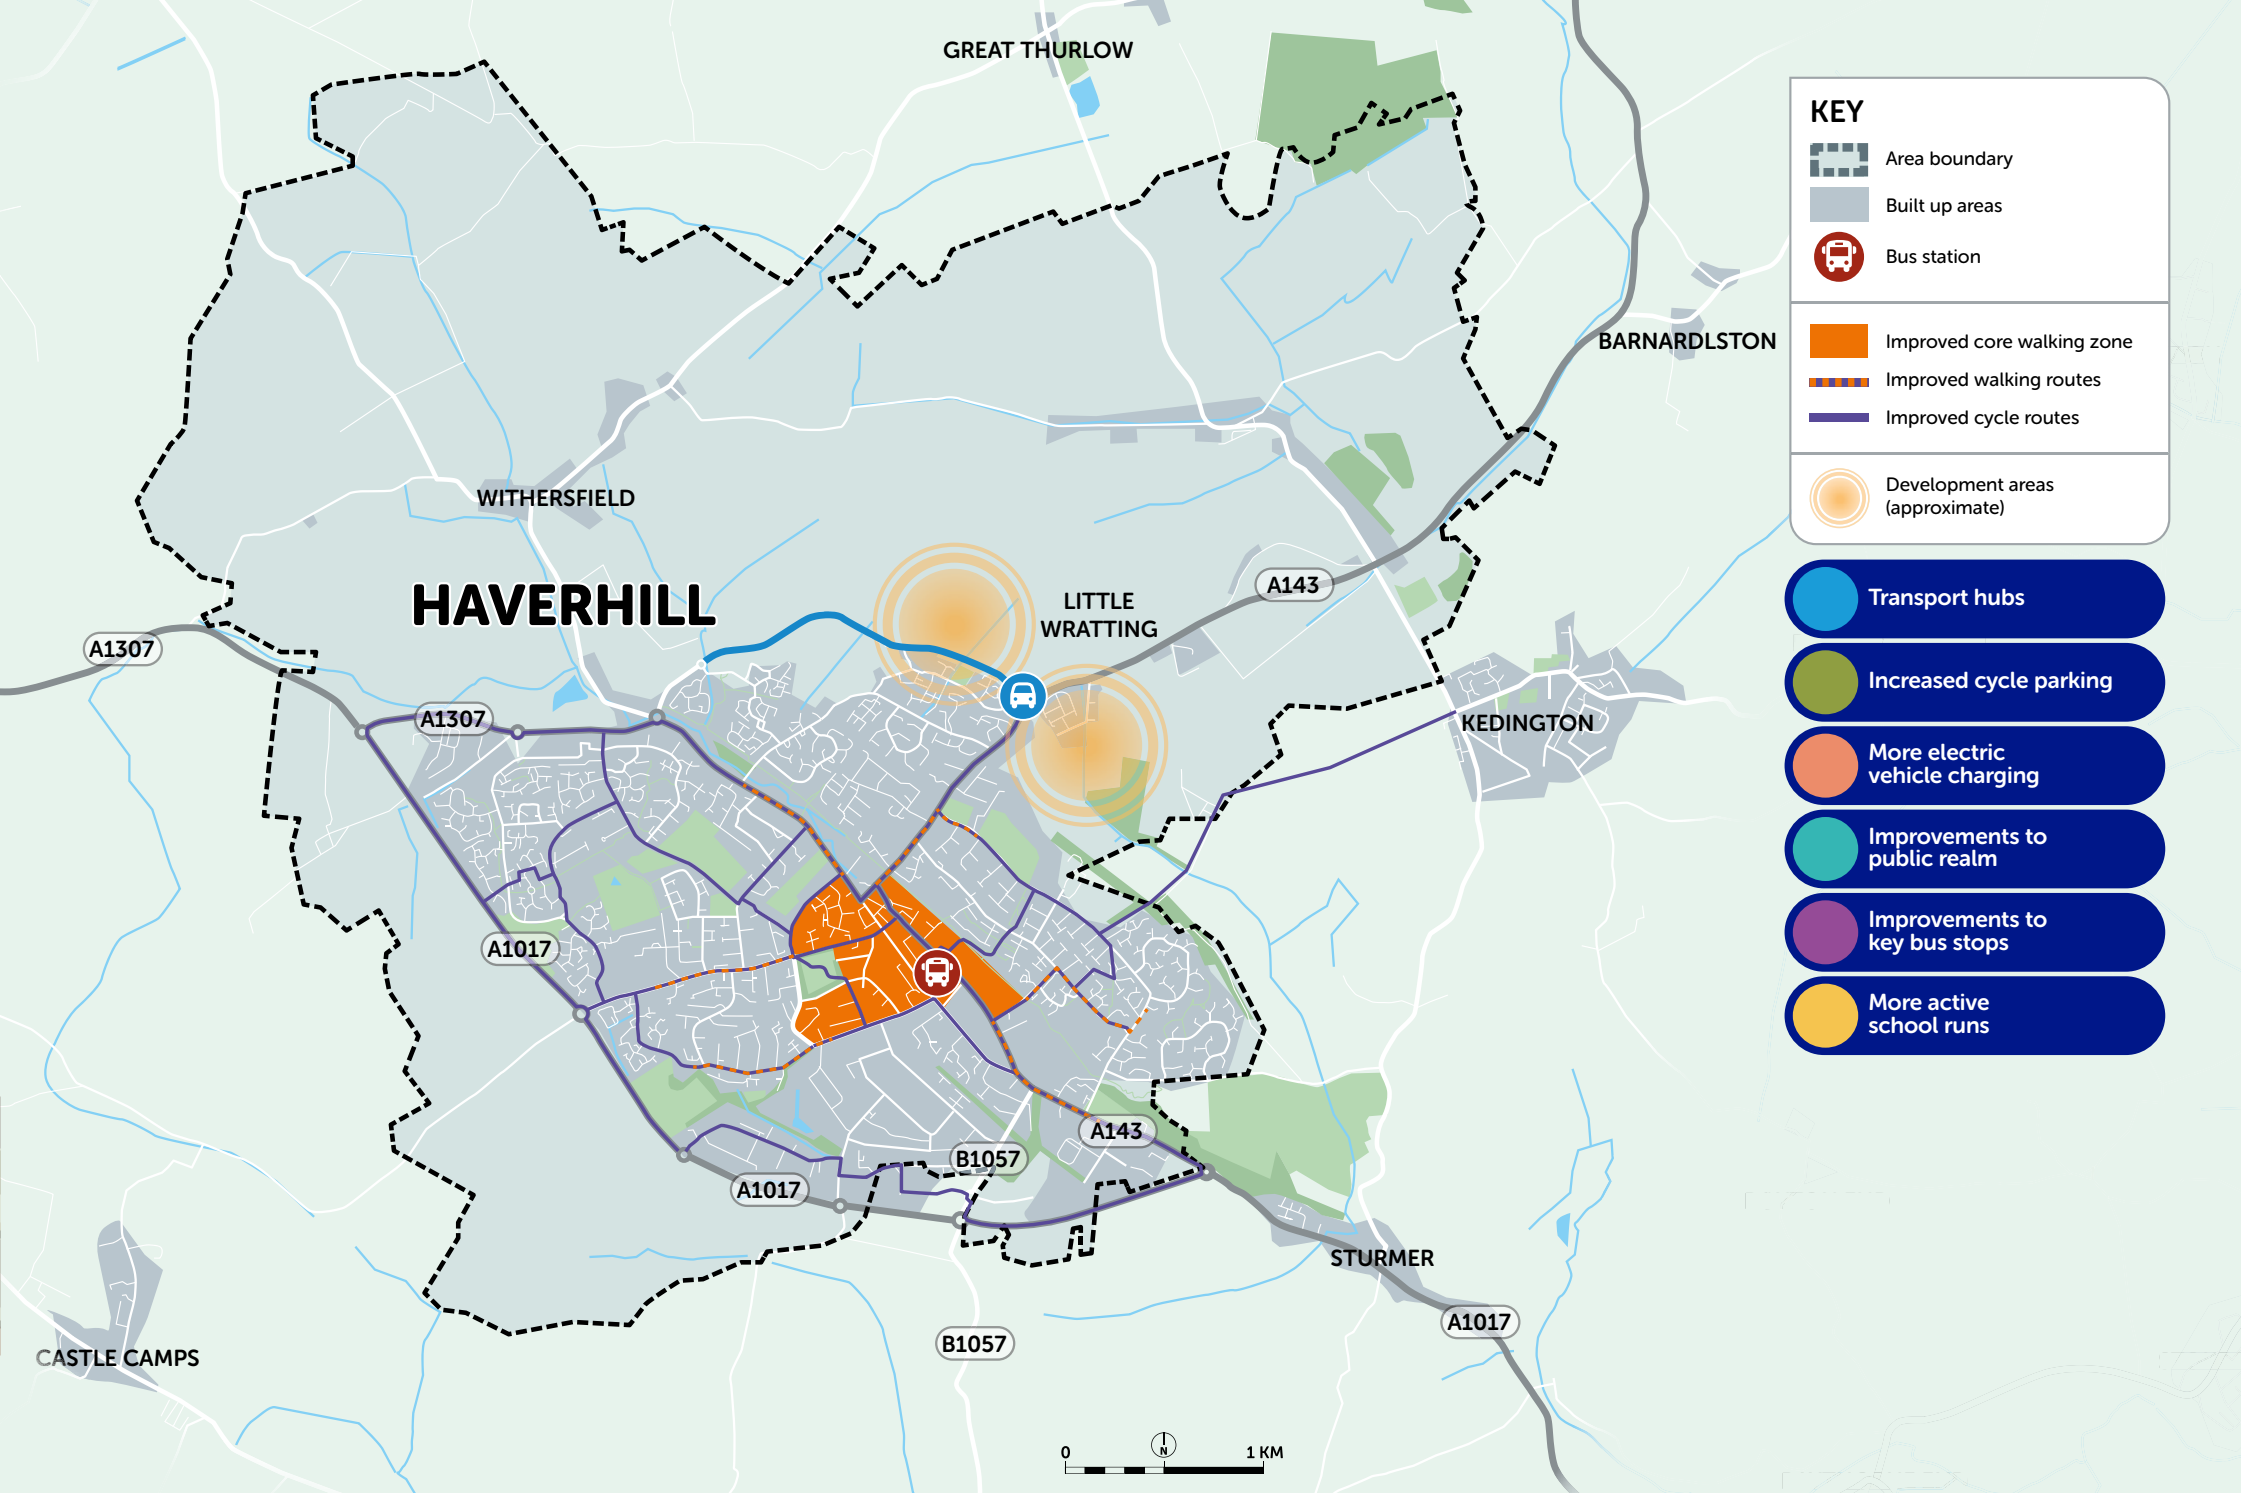 GREAT THURLOW
BARNARDLSTON
WITHERSFIELD
HAVERHILL
LITTLE
WRATTING
A143
A1307
A1307
KEDINGTON
A1017
A143
B1057
A1017
STURMER
A1017
B1057
CASTLE CAMPS
0
N
1 KM
KEY
Area boundary
Built up areas
Bus station
Improved core walking zone
Improved walking routes
Improved cycle routes
Development areas
(approximate)
Transport hubs
Increased cycle parking
More electric
vehicle charging
Improvements to
public realm
Improvements to
key bus stops
More active
school runs